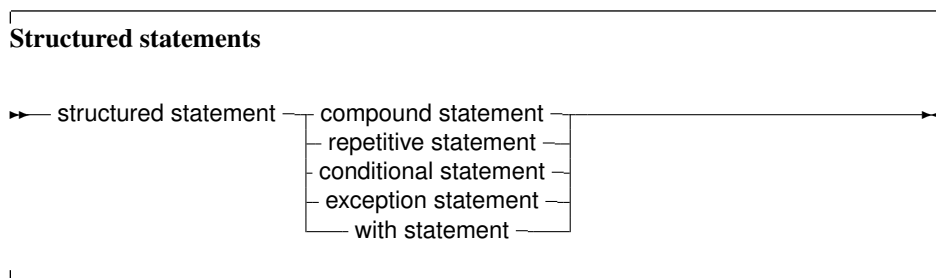 Structured statements
structured statement compound statement
repetitive statement
conditional statement
exception statement
with statement